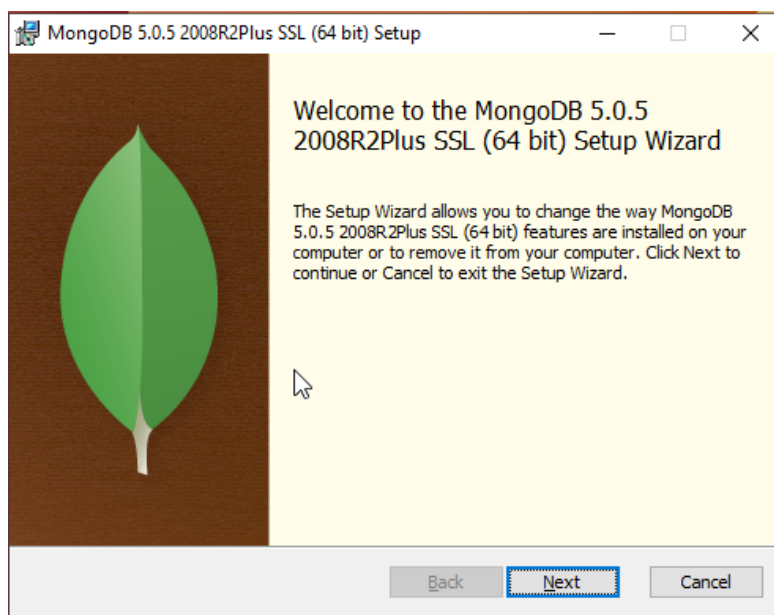 MongoDB 5.0.5 2008R2Plus SSL (64 bit) Setup
Welcome to the MongoDB 5.0.5
2008R2Plus SSL (64 bit) Setup Wizard
The Setup Wizard allows you to change the way MongoDB
5.0.5 2008R2Plus SSL (64 bit) features are installed on your
computer or to remove it from your computer. Click Next to
continue or Cancel to exit the Setup Wizard.
Back Next Cancel